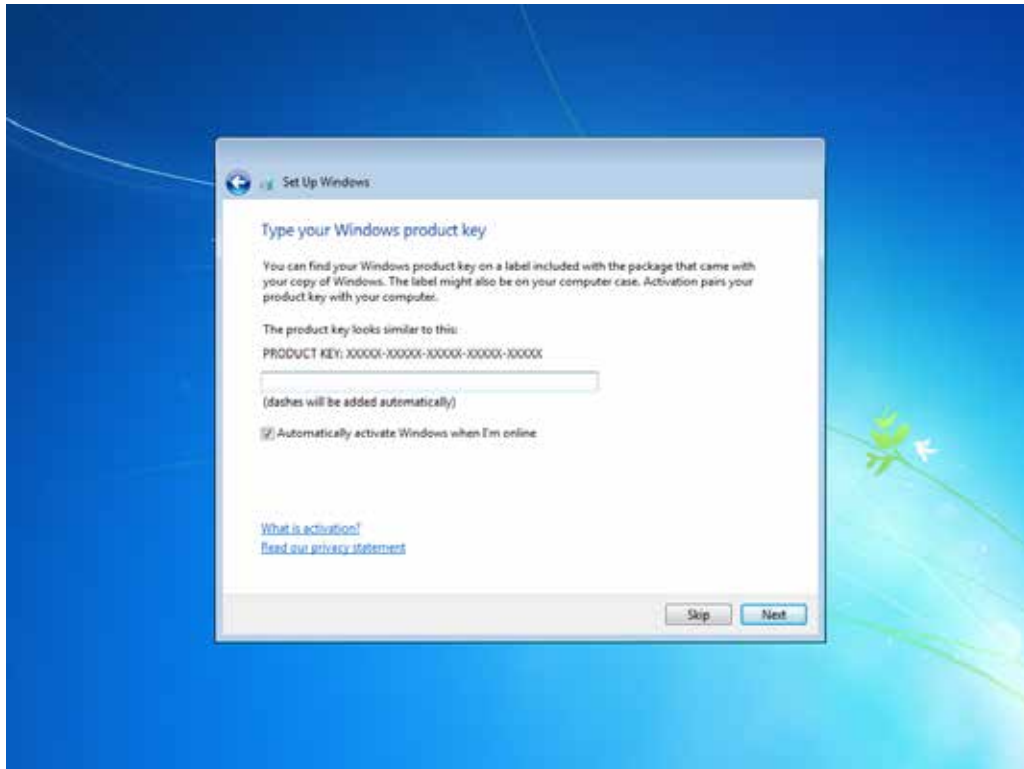 Set Up Windows
Type your Windows product key
You can find your Windows product key on a label included with the package that came with
your copy of Windows. The label might also be on your computer case. Activation pairs your
product key with your computer.
The product key looks similar to this:
PRODUCT KEY: XXXXX-XXXXX-XXXXX-XXXXX-XXXXX
(dashes will be added automatically)
Automatically activate Windows when I'm online
What is activation?
Read our privacy statement
Skip Next